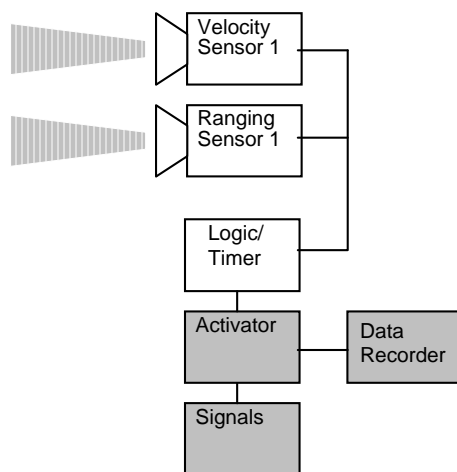 Velocity
Sensor 1
Ranging
Sensor 1
Logic/
Timer
Activator
Data
Recorder
Signals